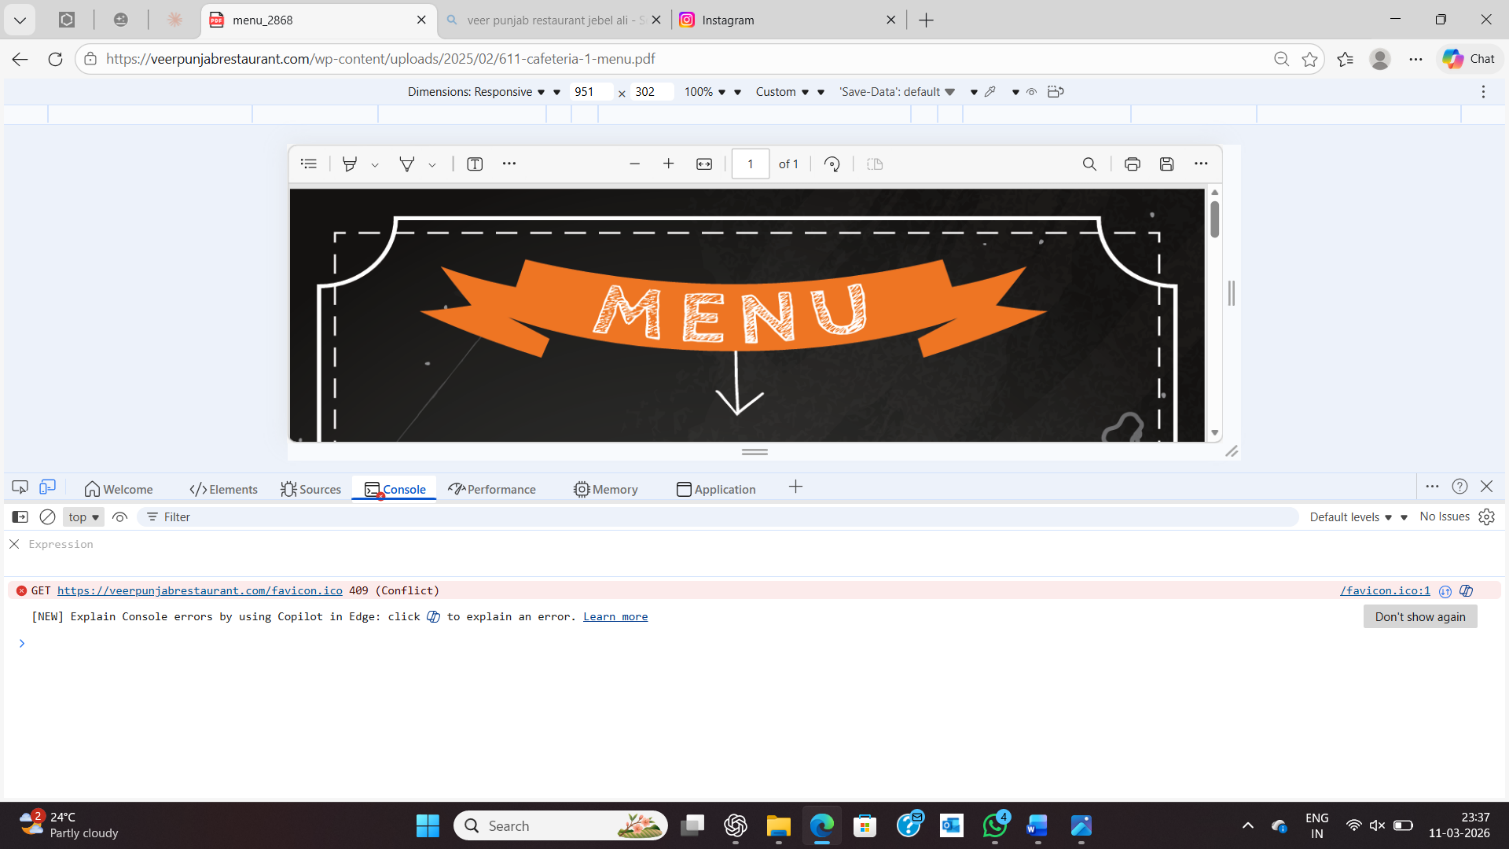 menu_2868
veer punjab restaurant jebel ali - S
Instagram
https://veerpunjabrestaurant.com/wp-content/uploads/2025/02/611-cafeteria-1-menu.pdf
Chat
Dimensions: Responsive 951 x 302 100% Custom 'Save-Data': default
1 of 1
MENU
Welcome Elements Sources Console Performance Memory Application
top Filter Default levels No Issues
Expression
GET https://veerpunjabrestaurant.com/favicon.ico 409 (Conflict) /favicon.ico:1
[NEW] Explain Console errors by using Copilot in Edge: click to explain an error. Learn more Don't show again
2
24°C
Partly cloudy
Search
4
ENG
IN
23:37
11-03-2026